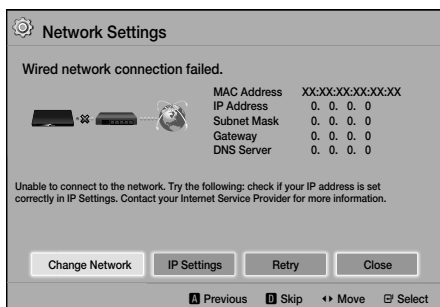 Network Settings
Wired network connection failed.
MAC Address XX:XX:XX:XX:XX:XX
IP Address 0. 0. 0. 0
Subnet Mask 0. 0. 0. 0
Gateway 0. 0. 0. 0
DNS Server 0. 0. 0. 0
Unable to connect to the network. Try the following: check if your IP address is set
correctly in IP Settings. Contact your Internet Service Provider for more information.
Change Network IP Settings Retry Close
A Previous D Skip Move Select